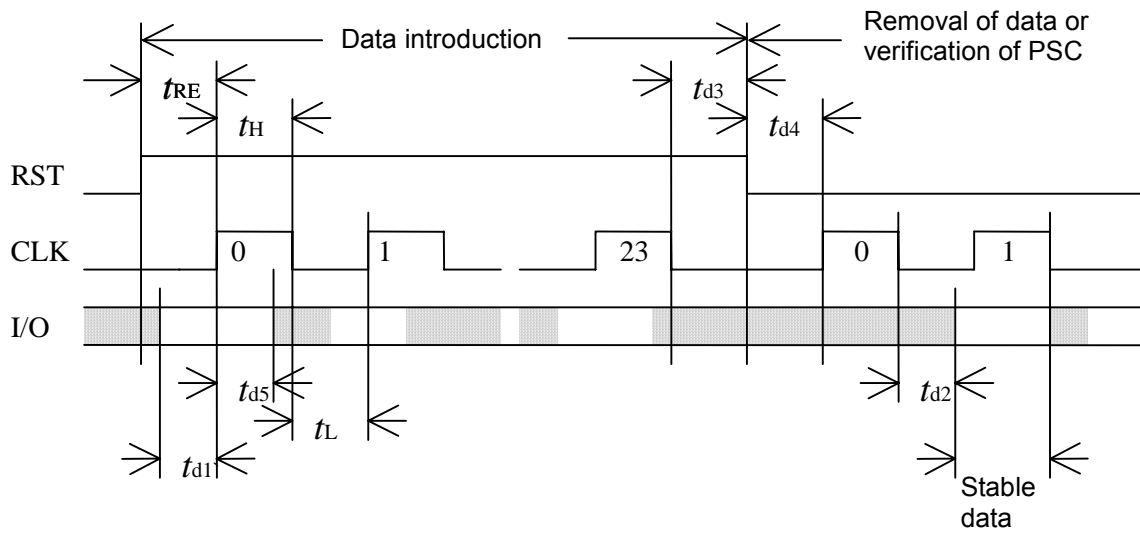 Data introduction
Removal of data or
verification of PSC
tRE
td3
tH
td4
RST
CLK
0
1
23
0
1
I/O
td5
td2
tL
td1
Stable
data